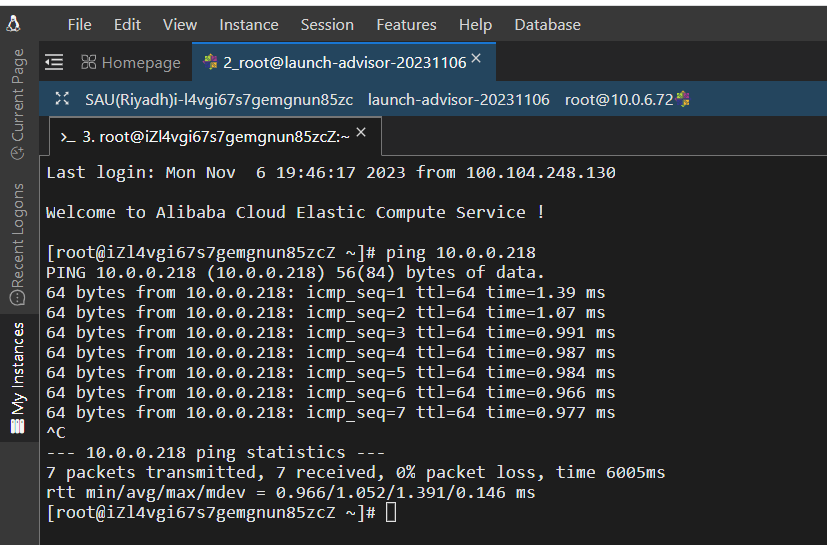 File Edit View Instance Session Features Help Database
Homepage 2_root@launch-advisor-20231106
SAU(Riyadh)i-l4vgi67s7gemgnun85zc launch-advisor-20231106 root@10.0.6.72
>_ 3. root@iZl4vgi67s7gemgnun85zcZ:~
Current Page
Recent Logons
My Instances
Last login: Mon Nov  6 19:46:17 2023 from 100.104.248.130
Welcome to Alibaba Cloud Elastic Compute Service !
[root@iZl4vgi67s7gemgnun85zcZ ~]# ping 10.0.0.218
PING 10.0.0.218 (10.0.0.218) 56(84) bytes of data.
64 bytes from 10.0.0.218: icmp_seq=1 ttl=64 time=1.39 ms
64 bytes from 10.0.0.218: icmp_seq=2 ttl=64 time=1.07 ms
64 bytes from 10.0.0.218: icmp_seq=3 ttl=64 time=0.991 ms
64 bytes from 10.0.0.218: icmp_seq=4 ttl=64 time=0.987 ms
64 bytes from 10.0.0.218: icmp_seq=5 ttl=64 time=0.984 ms
64 bytes from 10.0.0.218: icmp_seq=6 ttl=64 time=0.966 ms
64 bytes from 10.0.0.218: icmp_seq=7 ttl=64 time=0.977 ms
^C
--- 10.0.0.218 ping statistics ---
7 packets transmitted, 7 received, 0% packet loss, time 6005ms
rtt min/avg/max/mdev = 0.966/1.052/1.391/0.146 ms
[root@iZl4vgi67s7gemgnun85zcZ ~]#